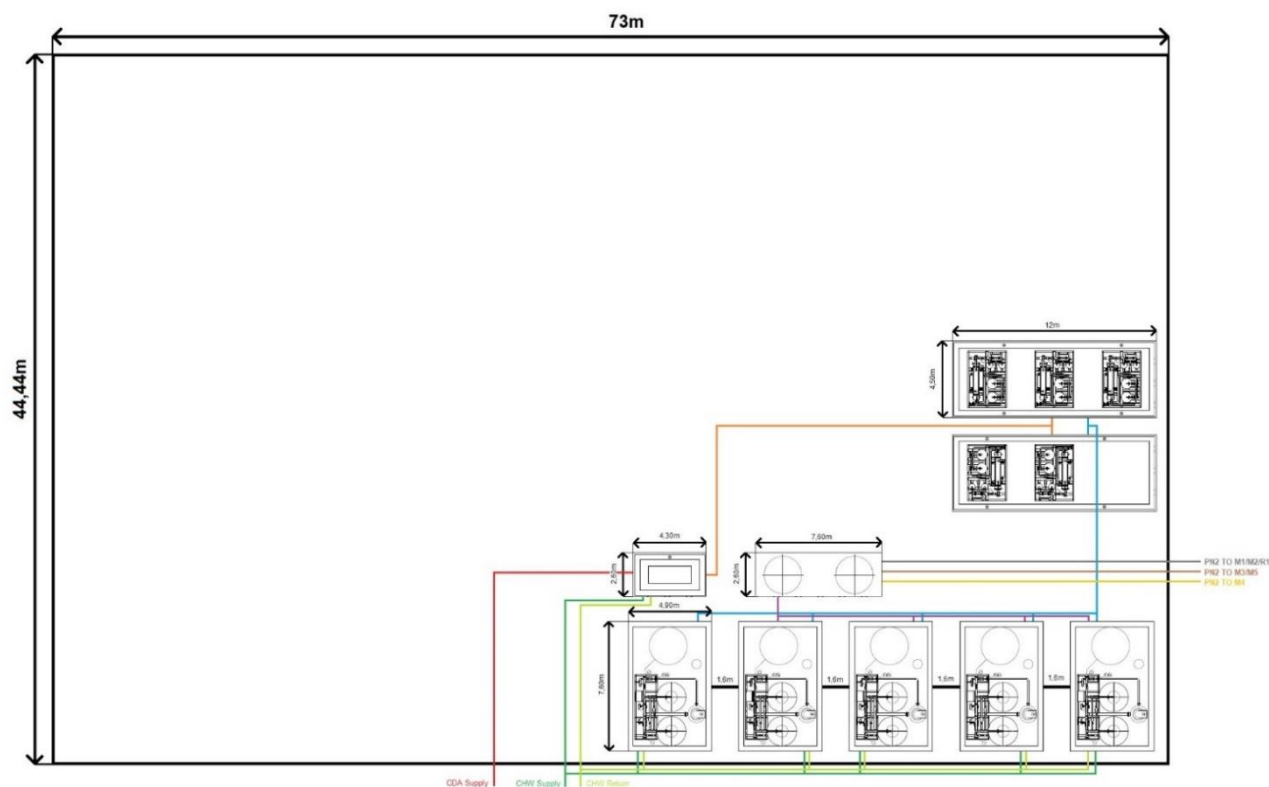 73m
44,44m
12m
4,50m
4,30m
7,60m
2,60m
2,60m
PN2 TO M1/M2/R1
PN2 TO M3/M5
PN2 TO M4
4,90m
7,60m
1,6m
1,6m
1,6m
1,6m
CDA Supply
CHW Supply
CHW Return